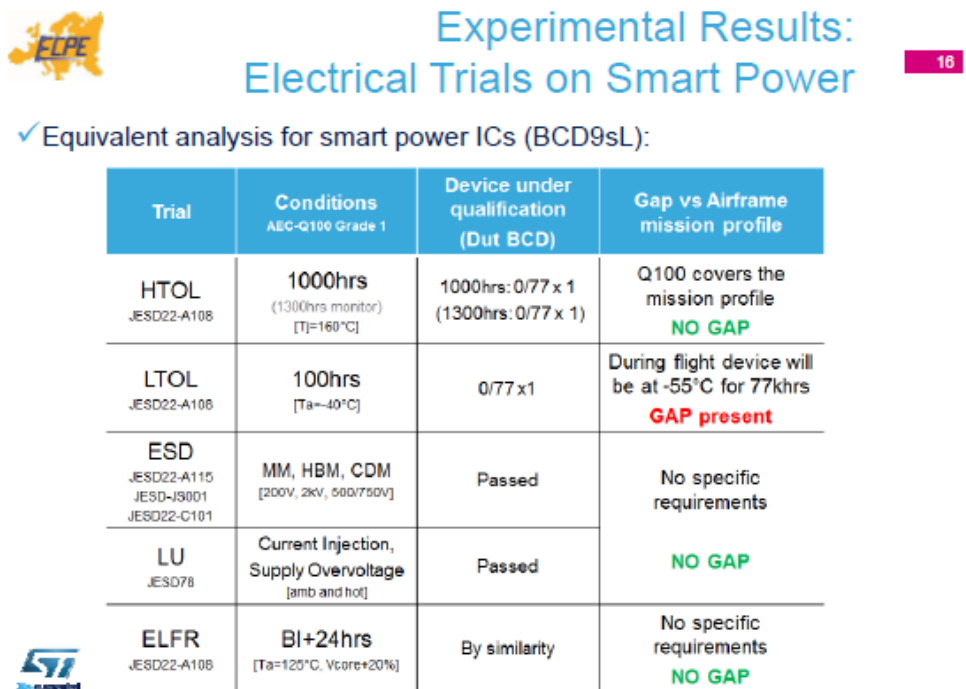 ECPE
Experimental Results:
Electrical Trials on Smart Power
16
✓Equivalent analysis for smart power ICs (BCD9sL):
Trial
Conditions
AEC-Q100 Grade 1
Device under
qualification
(Dut BCD)
Gap vs Airframe
mission profile
HTOL
JESD22-A108
1000hrs
(1300hrs monitor)
[Tj=160°C]
1000hrs: 0/77 x 1
(1300hrs: 0/77 x 1)
Q100 covers the
mission profile
NO GAP
LTOL
JESD22-A108
100hrs
[Ta=-40°C]
0/77 x1
During flight device will
be at -55°C for 77khrs
GAP present
ESD
JESD22-A115
JESD-JS001
JESD22-C101
MM, HBM, CDM
[200V, 2kV, 500/750V]
Passed
No specific
requirements
NO GAP
LU
JESD78
Current Injection,
Supply Overvoltage
[amb and hot]
Passed
ELFR
JESD22-A108
BI+24hrs
[Ta=125°C, Vcore+20%]
By similarity
No specific
requirements
NO GAP